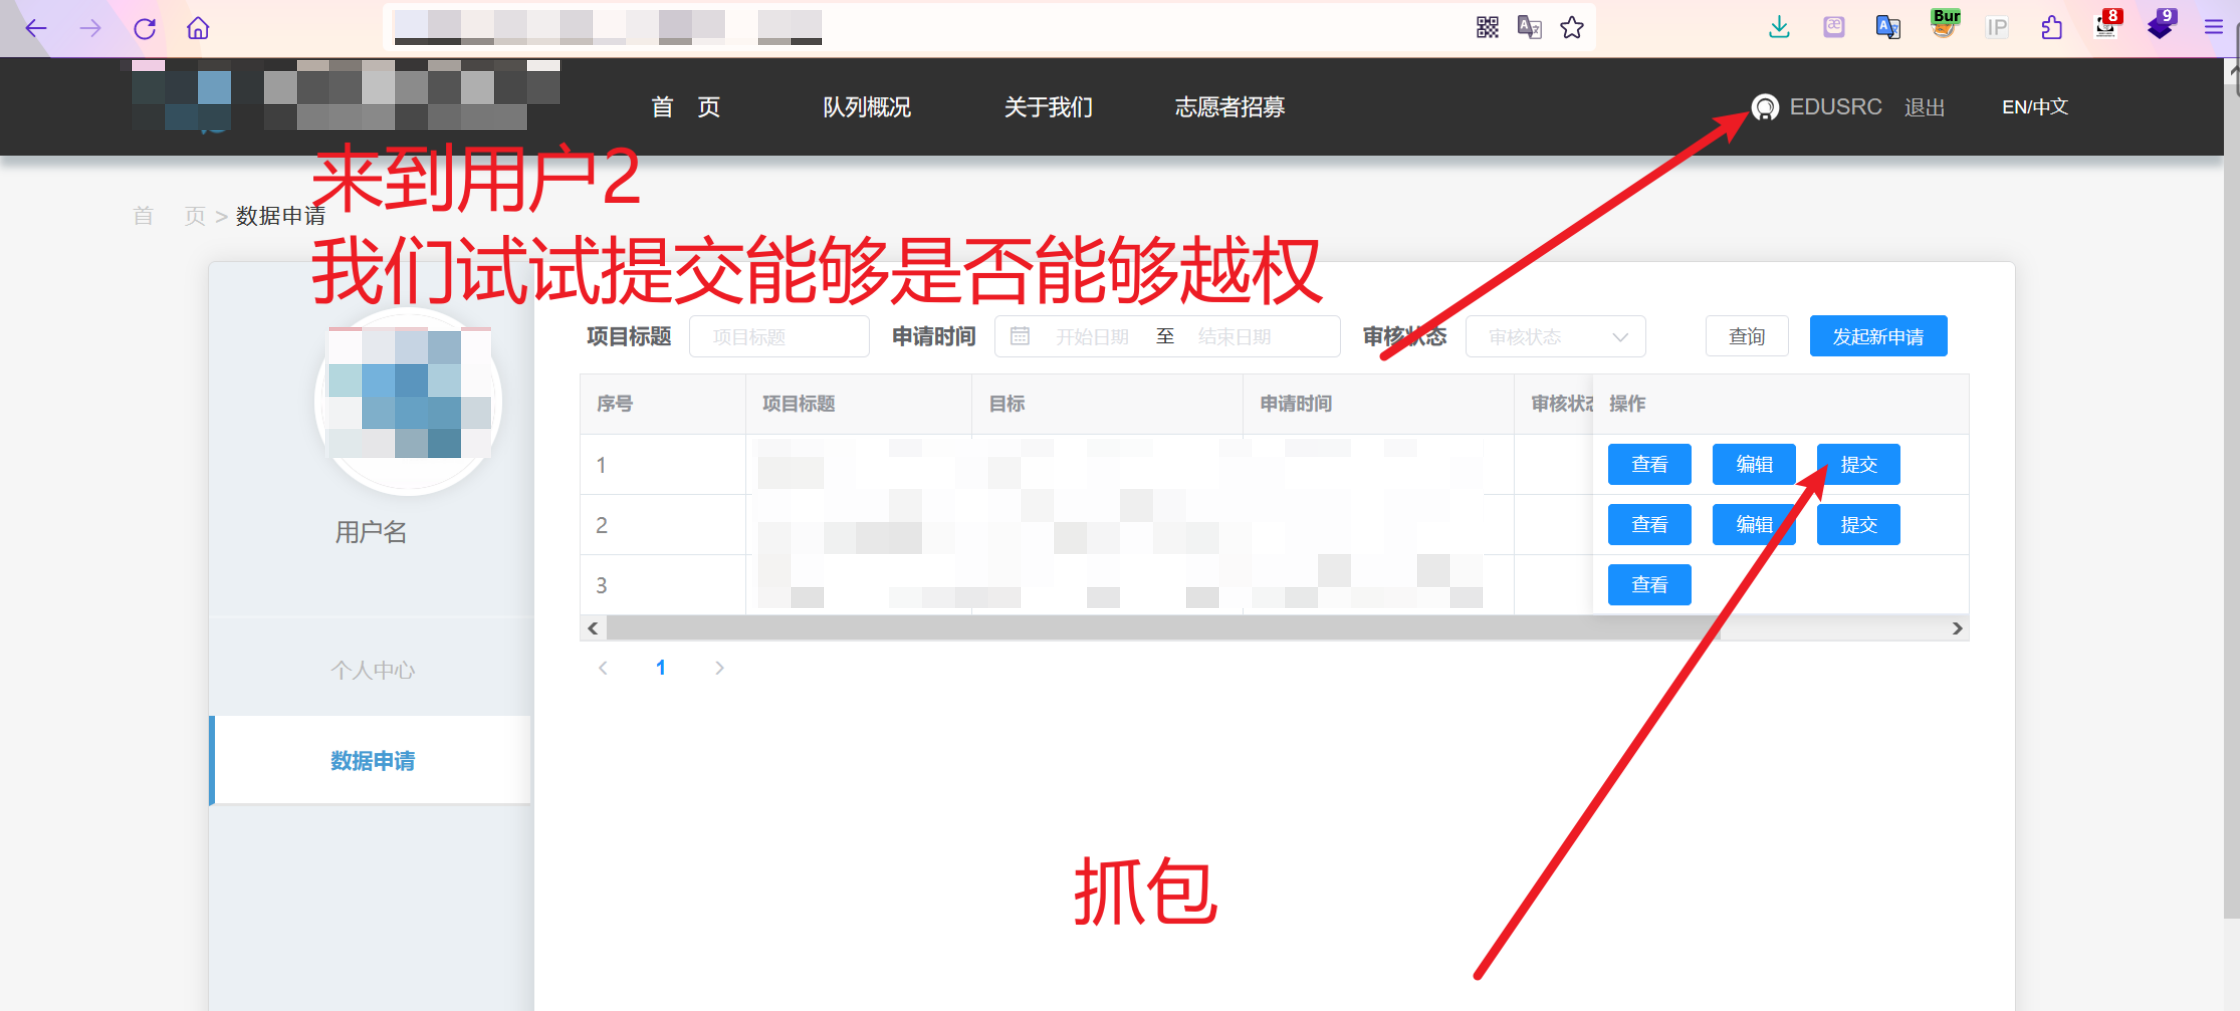 Bur
IP
8
9
首 页
队列概况
关于我们
志愿者招募
EDUSRC
退出
EN/中文
来到用户2
首 页 > 数据申请
我们试试提交能够是否能够越权
项目标题 项目标题 申请时间 开始日期 至 结束日期 审核状态 审核状态 查询 发起新申请
序号 项目标题 目标 申请时间 审核状态 操作
1 查看 编辑 提交
2 查看 编辑 提交
3 查看
1
用户名
个人中心
数据申请
抓包